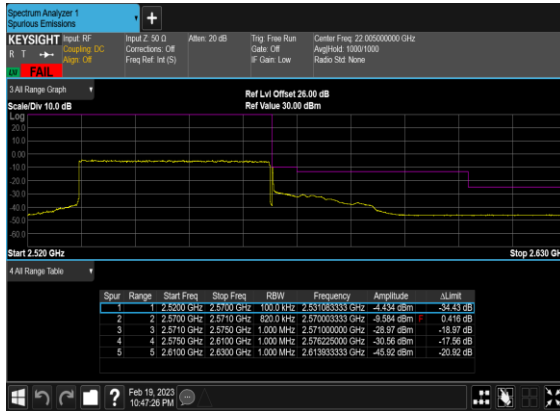 Spectrum Analyzer 1
Spurious Emissions
KEYSIGHT Input: RF Input Z: 50 Ω Atten: 20 dB Trig: Free Run Center Freq: 22.005000000 GHz
R T Coupling: DC Corrections: Off Gate: Off Avg|Hold: 1000/1000
Align: Off Freq Ref: Int (S) IF Gain: Low Radio Std: None
FAIL
3 All Range Graph Ref Lvl Offset 26.00 dB
Scale/Div 10.0 dB Ref Value 30.00 dBm
Log
20.0
10.0
0.00
-10.0
-20.0
-30.0
-40.0
-50.0
-60.0
Start 2.520 GHz Stop 2.630 GH
4 All Range Table
Spur Range Start Freq Stop Freq RBW Frequency Amplitude ΔLimit
1 1 2.5200 GHz 2.5700 GHz 100.0 kHz 2.531083333 GHz -4.434 dBm -34.43 dB
2 2 2.5700 GHz 2.5710 GHz 820.0 kHz 2.570003333 GHz -9.584 dBm F 0.416 dB
3 3 2.5710 GHz 2.5750 GHz 1.000 MHz 2.571000000 GHz -28.97 dBm -18.97 dB
4 4 2.5750 GHz 2.6100 GHz 1.000 MHz 2.576225000 GHz -30.56 dBm -17.56 dB
5 5 2.6100 GHz 2.6300 GHz 1.000 MHz 2.613933333 GHz -45.92 dBm -20.92 dB
? Feb 19, 2023
10:47:26 PM